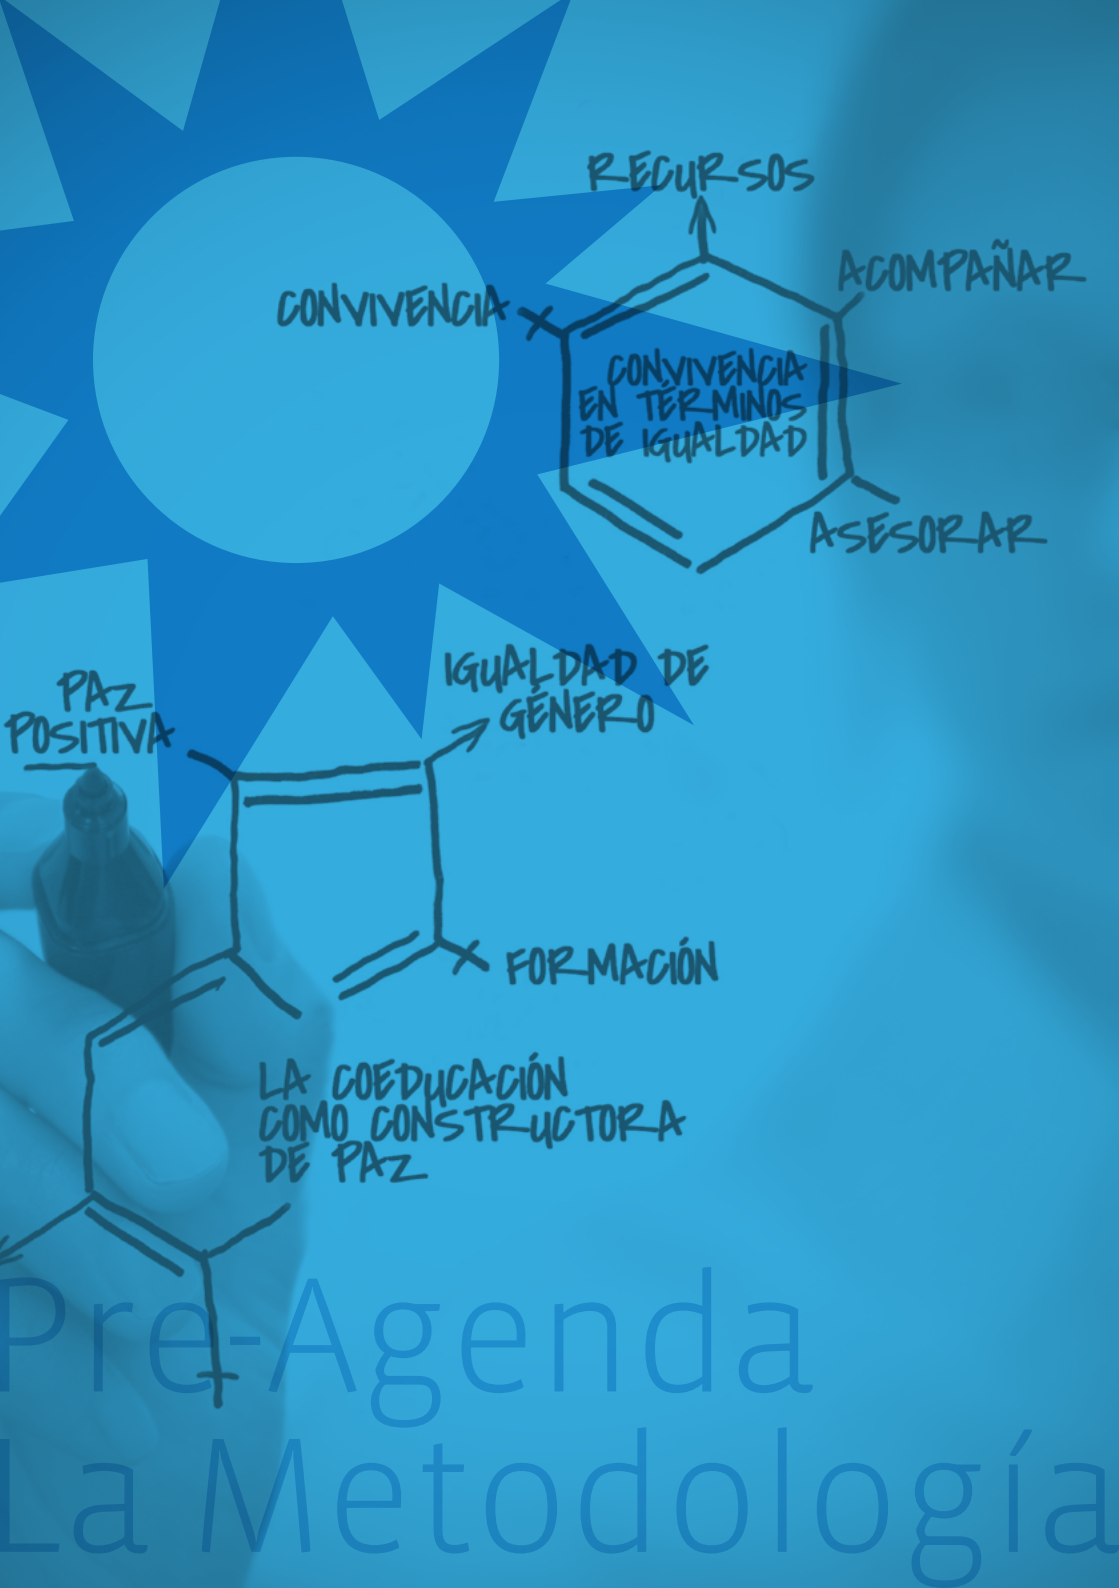 RECURSOS
ACOMPAÑAR
CONVIVENCIA
CONVIVENCIA
EN TÉRMINOS
DE IGUALDAD
ASESORAR
IGUALDAD DE
GÉNERO
PAZ
POSITIVA
FORMACIÓN
LA COEDUCACIÓN
COMO CONSTRUCTORA
DE PAZ
Pre-Agenda
La Metodología